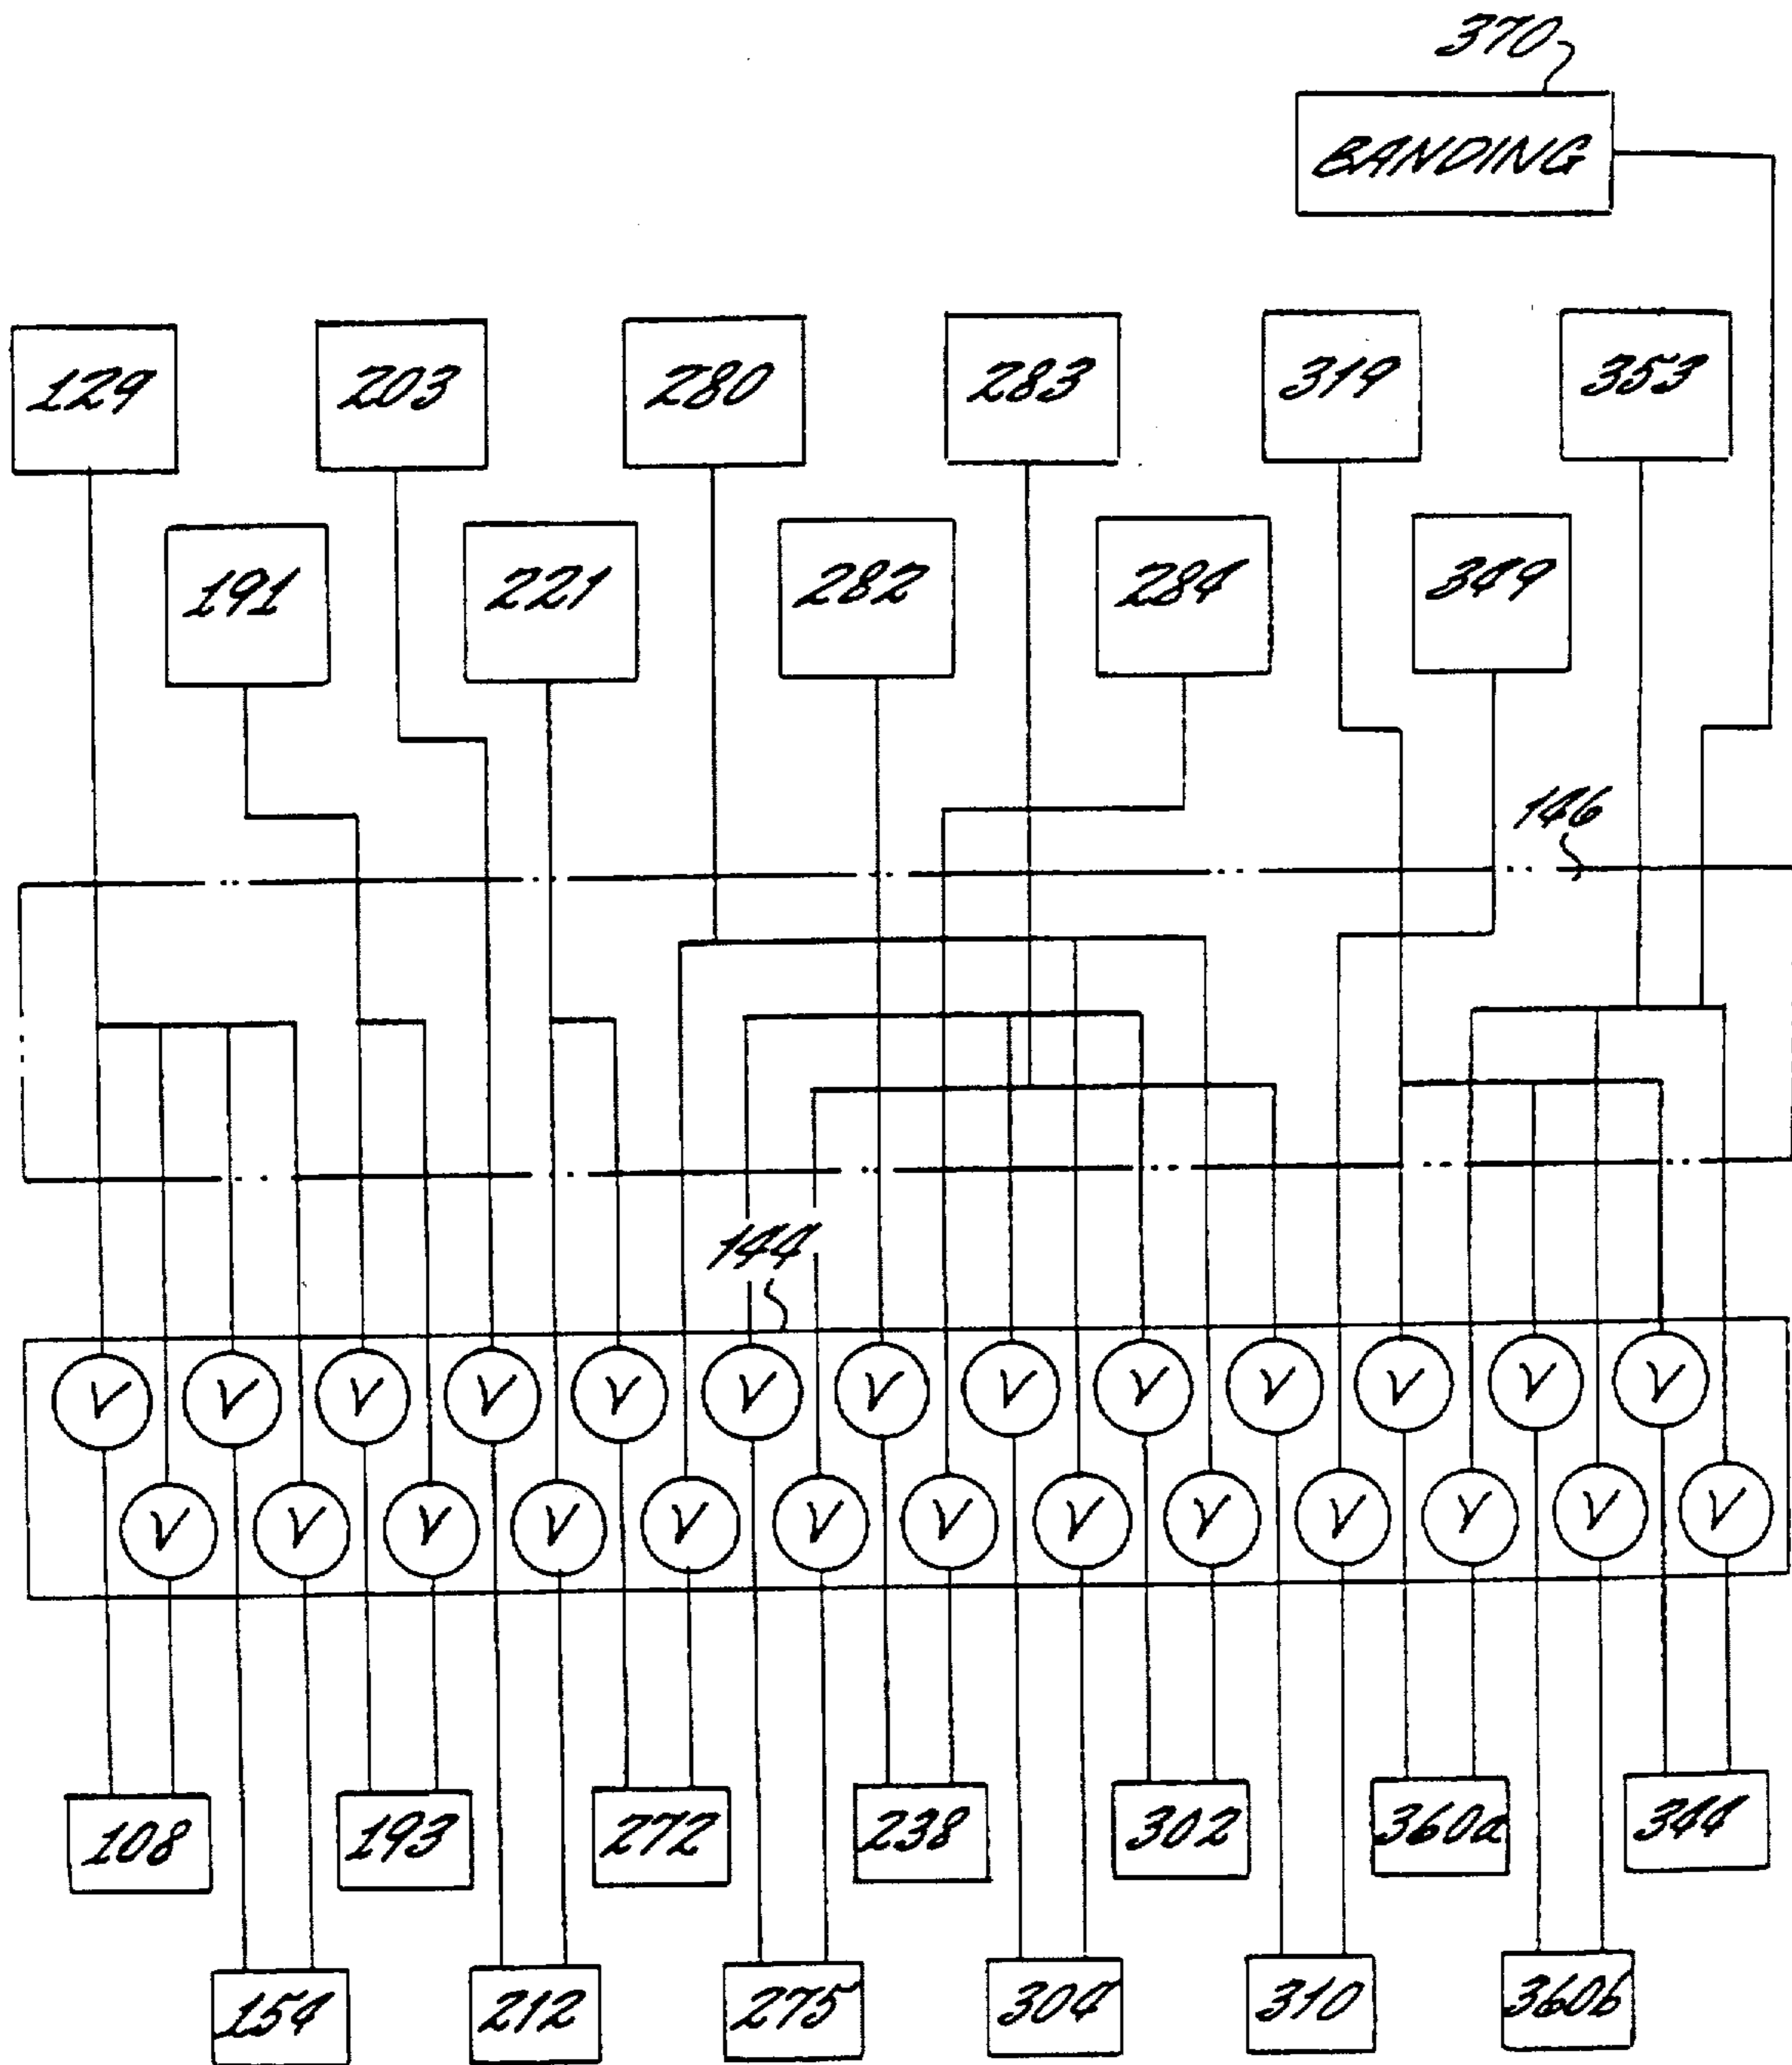 370
BANDING
129 203 280 283 319 353
191 221 282 284 349
146
144
V V V V V V V V V V V V V
V V V V V V V V V V V V V
108 193 272 238 302 360a 344
154 212 275 304 310 360b